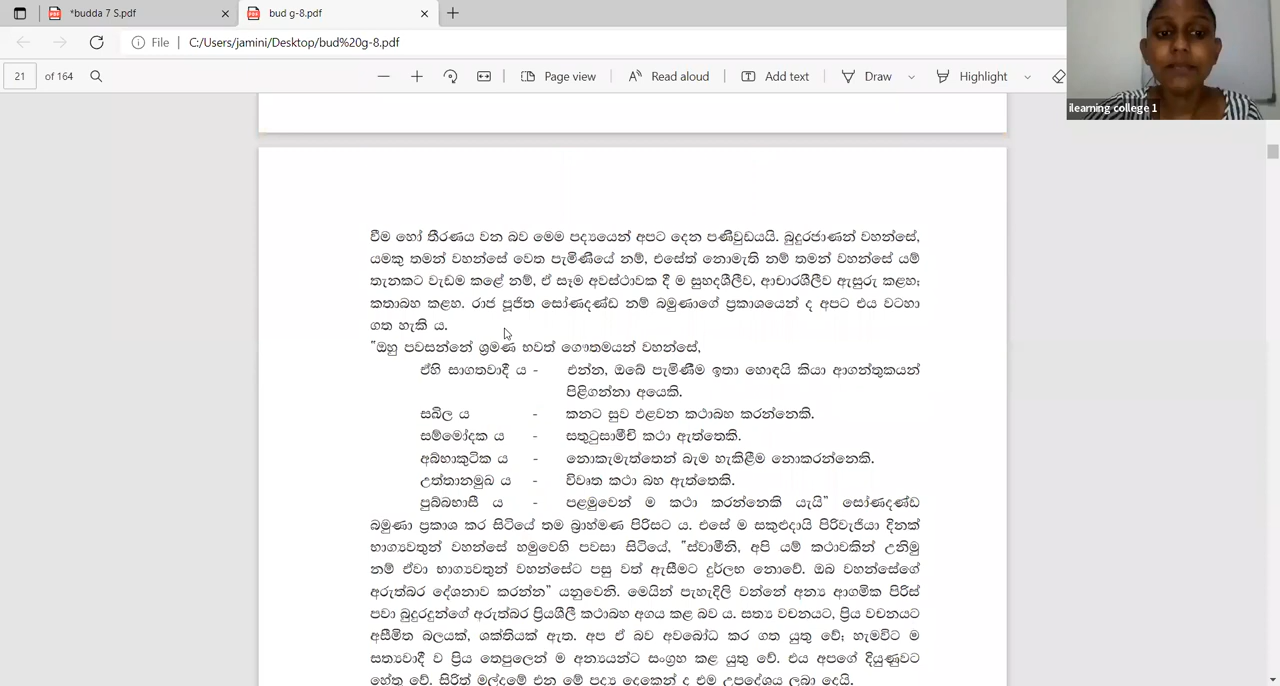 *budda 7 S.pdf
bud g-8.pdf
File
C:/Users/jamini/Desktop/bud%20g-8.pdf
21 of 164
Page view
Read aloud
Add text
Draw
Highlight
ilearning college 1
වීම හෝ තීරණය වන බව මෙම පද්‍යයෙන් අපට දෙන පණිවුඩයයි. බුදුරජාණන් වහන්සේ,
යමකු තමන් වහන්සේ වෙත පැමිණියේ නම්, එසේත් නොමැති නම් තමන් වහන්සේ යම්
තැනකට වැඩම කළේ නම්, ඒ සෑම අවස්ථාවක දී ම සුහදශීලීව, ආචාරශීලීව ඇසුරු කළහ;
කතාබහ කළහ. රාජ පූජිත සෝණදණ්ඩ නම් බමුණාගේ ප්‍රකාශයෙන් ද අපට එය වටහා
ගත හැකි ය.
“ඔහු පවසන්නේ ශ්‍රමණ භවත් ගෞතමයන් වහන්සේ,
ඒහි සාගතවාදී ය - එන්න, ඔබේ පැමිණීම ඉතා හොඳයි කියා ආගන්තුකයන්
පිළිගන්නා අයෙකි.
සඛිල ය - කනට සුව එළවන කථාබහ කරන්නෙකි.
සම්මෝදක ය - සතුටුසාමීචි කථා ඇත්තෙකි.
අබ්භාකුටික ය - නොකැමැත්තෙන් බැම හැකිළීම නොකරන්නෙකි.
උත්තානමුඛ ය - විවෘත කථා බහ ඇත්තෙකි.
පුබ්බභාසී ය - පළමුවෙන් ම කථා කරන්නෙකි යැයි” සෝණදණ්ඩ
බමුණා ප්‍රකාශ කර සිටියේ තම බ්‍රාහ්මණ පිරිසට ය. එසේ ම සකුළුදායි පිරිවැජියා දිනක්
භාග්‍යවතුන් වහන්සේ හමුවෙහි පවසා සිටියේ, “ස්වාමීනි, අපි යම් කථාවකින් උනිමු
නම් ඒවා භාග්‍යවතුන් වහන්සේට පසු වත් ඇසීමට දුර්ලභ නොවේ. ඔබ වහන්සේගේ
අරුත්බර දේශනාව කරන්න” යනුවෙනි. මෙයින් පැහැදිලි වන්නේ අන්‍ය ආගමික පිරිස්
පවා බුදුරදුන්ගේ අරුත්බර ප්‍රියශීලී කථාබහ අගය කළ බව ය. සත්‍ය වචනයට, ප්‍රිය වචනයට
අසීමිත බලයක්, ශක්තියක් ඇත. අප ඒ බව අවබෝධ කර ගත යුතු වේ; හැමවිට ම
සත්‍යවාදී ව ප්‍රිය තෙපුලෙන් ම අන්‍යයන්ට සංග්‍රහ කළ යුතු වේ. එය අපගේ දියුණුවට
හේතු වේ. සිරිත් මල්දමේ එන මේ පද්‍ය දෙකෙන් ද එම උපදේශය ලබා දෙයි.